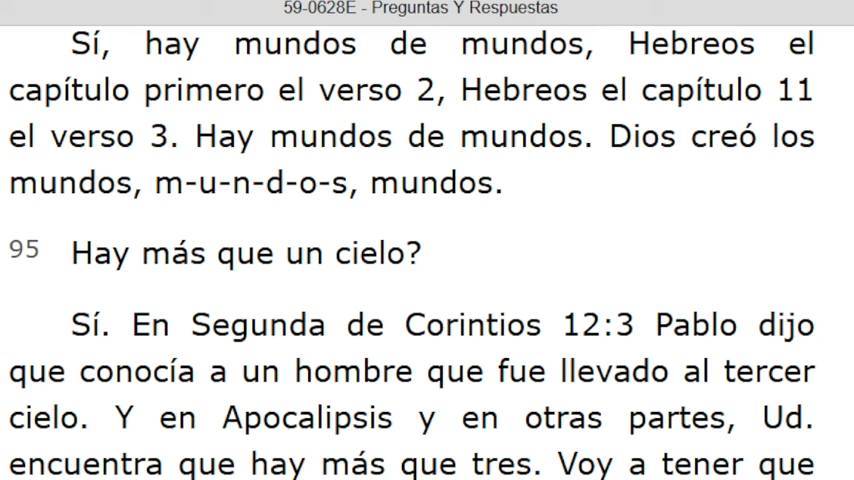 59-0628E - Preguntas Y Respuestas
Sí, hay mundos de mundos, Hebreos el
capítulo primero el verso 2, Hebreos el capítulo 11
el verso 3. Hay mundos de mundos. Dios creó los
mundos, m-u-n-d-o-s, mundos.
95 Hay más que un cielo?
Sí. En Segunda de Corintios 12:3 Pablo dijo
que conocía a un hombre que fue llevado al tercer
cielo. Y en Apocalipsis y en otras partes, Ud.
encuentra que hay más que tres. Voy a tener que